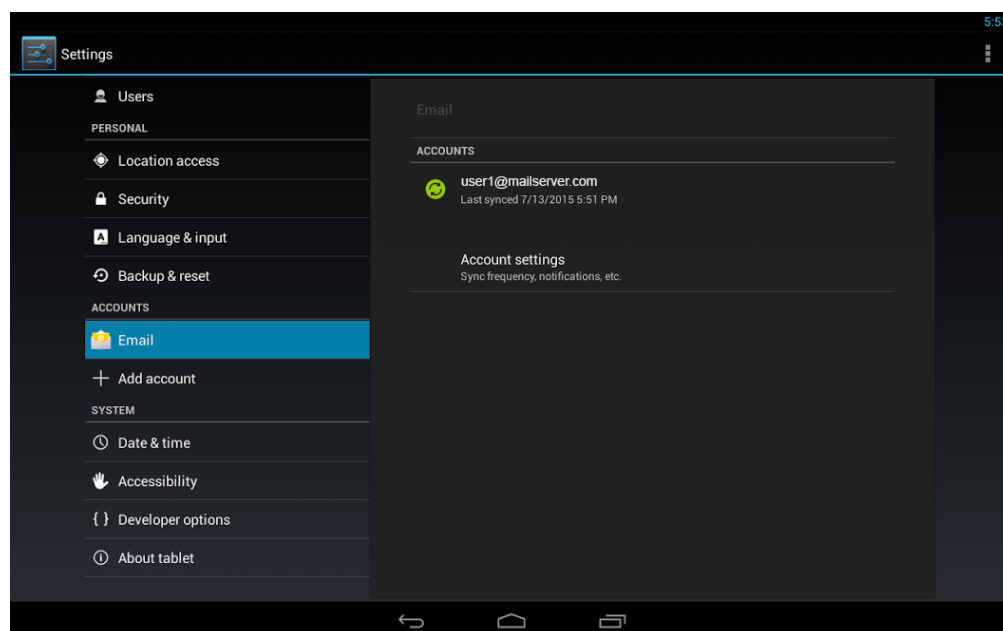 5:5
Settings
Users
PERSONAL
Location access
Security
Language & input
Backup & reset
ACCOUNTS
Email
Add account
SYSTEM
Date & time
Accessibility
{ } Developer options
About tablet
Email
ACCOUNTS
user1@mailserver.com
Last synced 7/13/2015 5:51 PM
Account settings
Sync frequency, notifications, etc.